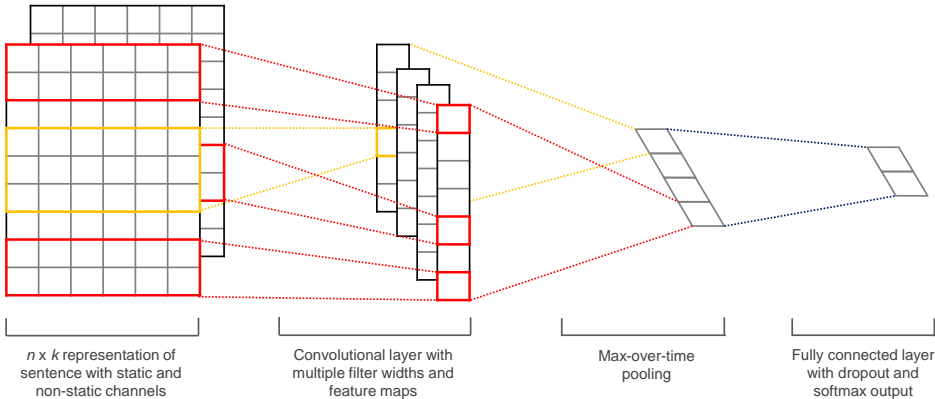 n x k representation of
sentence with static and
non-static channels
Convolutional layer with
multiple filter widths and
feature maps
Max-over-time
pooling
Fully connected layer
with dropout and
softmax output